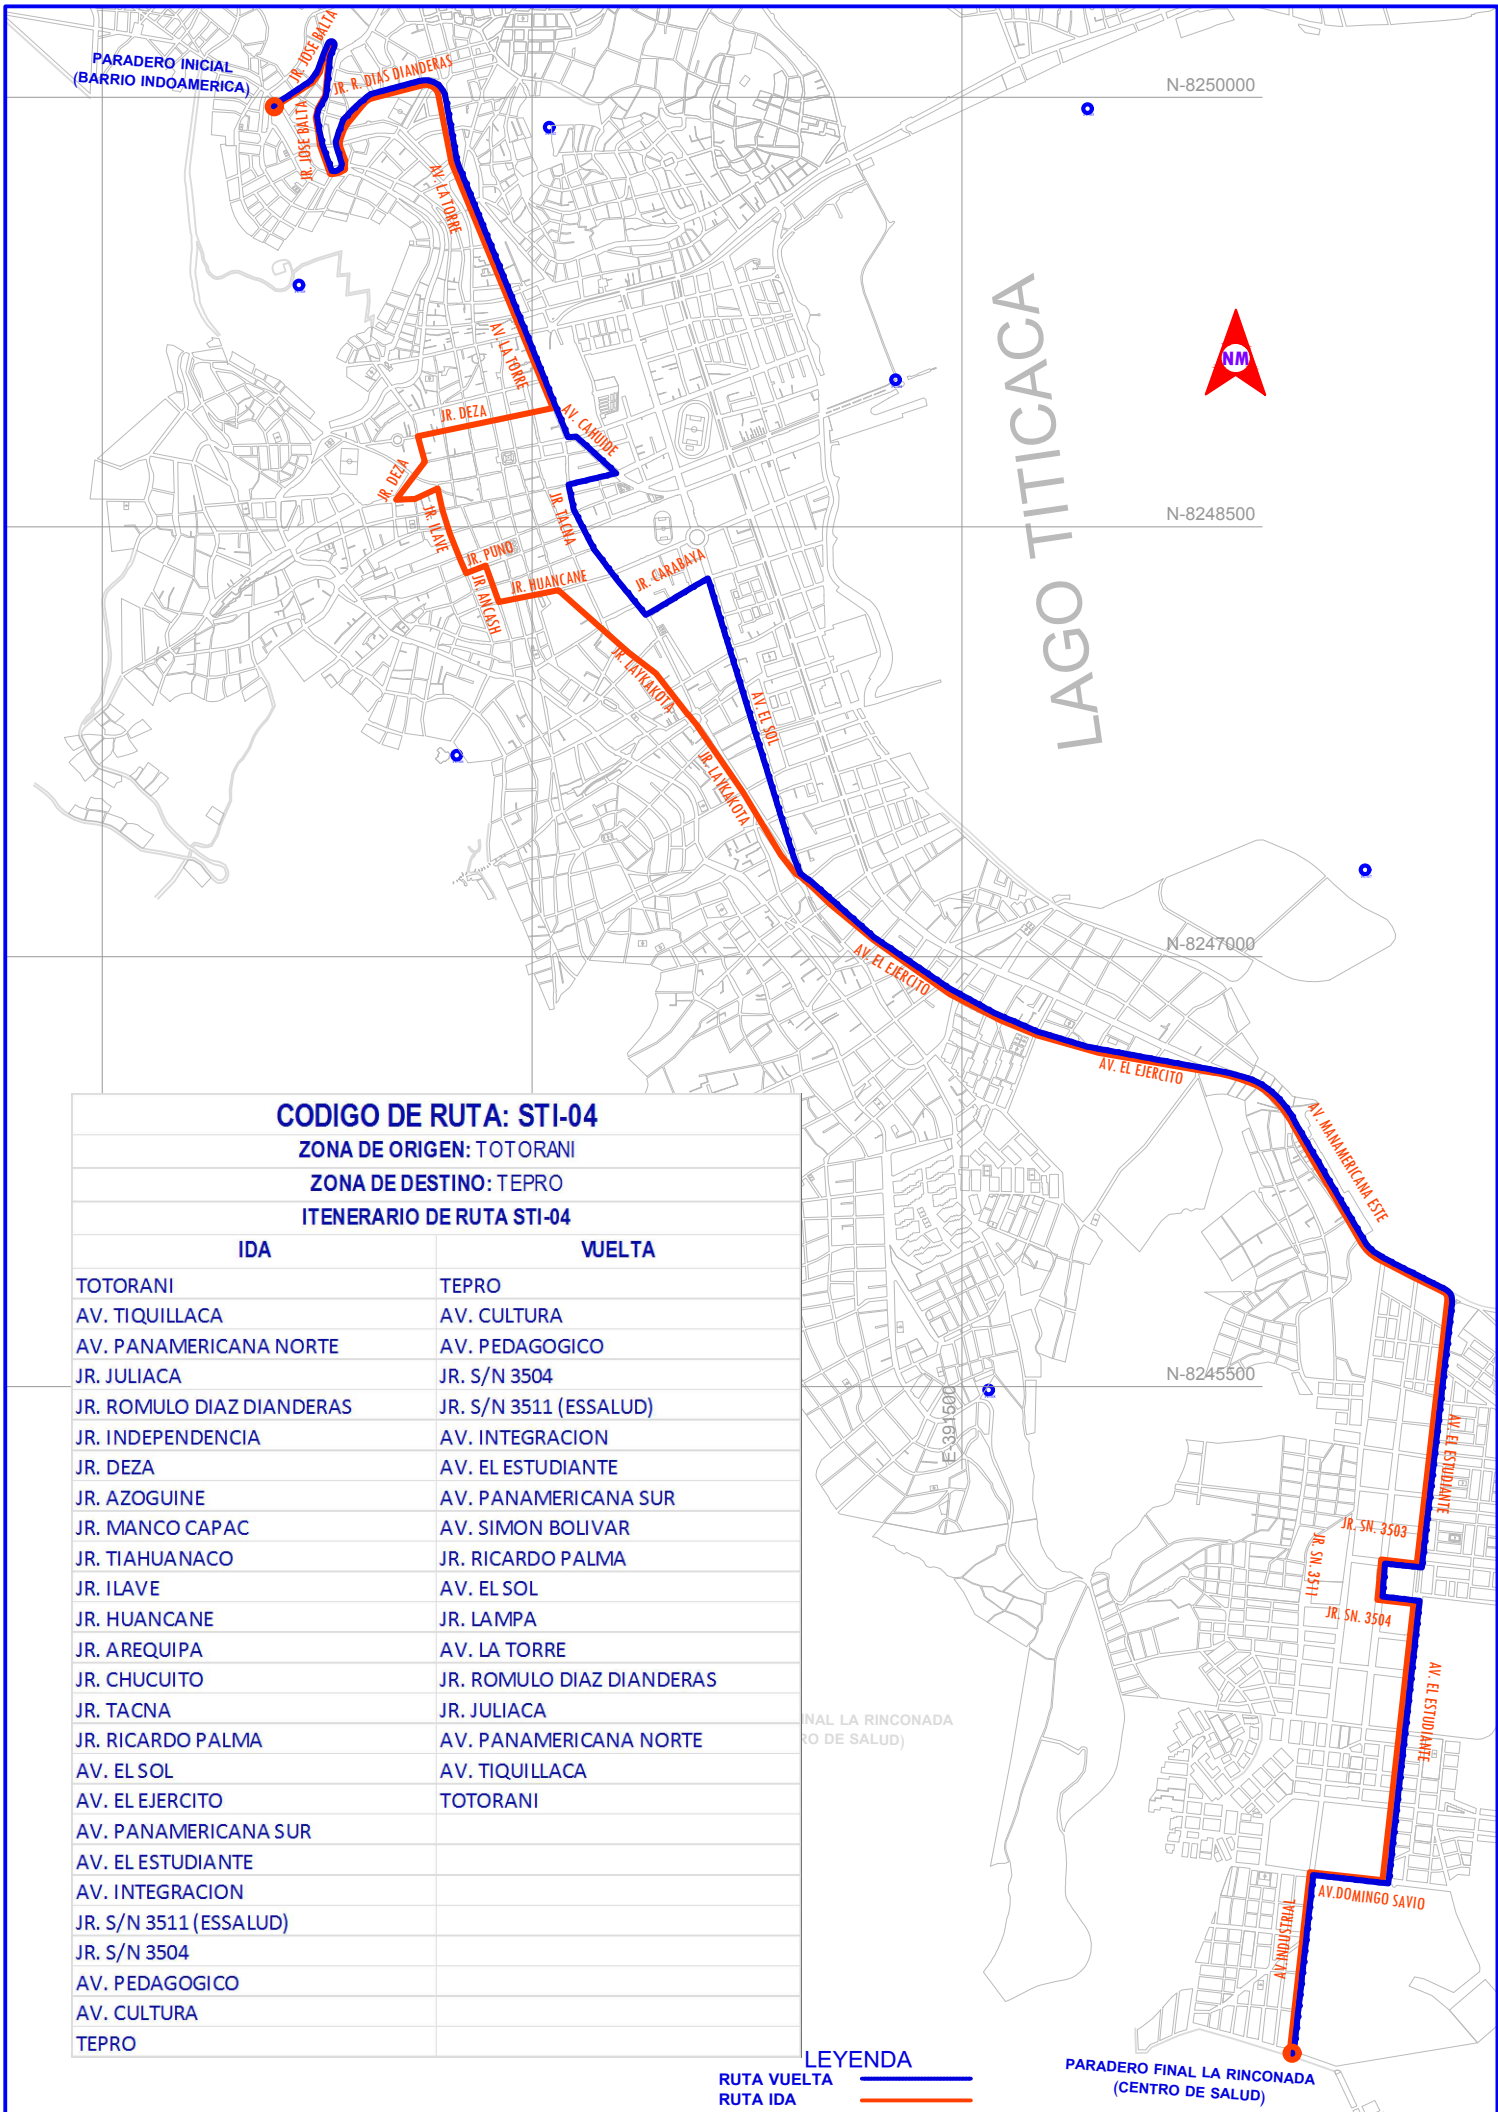 PARADERO INICIAL
(BARRIO INDOAMERICA)
JR. JOSE BALTA
JR. R. DIAS DIANDERAS
JR. JOSE BALTA
N-8250000
AV. LA TORRE
LAGO TITICACA
NM
AV. LA TORRE
JR. DEZA
AV. CAHUIDE
JR. DEZA
JR. TACNA
JR. ILAVE
N-8248500
JR. PUNO
JR. ANCASH
JR. HUANCANE
JR. CARABAYA
JR. LAYKAKOTA
AV. EL SOL
JR. LAYKAKOTA
N-8247000
AV. EL EJERCITO
AV. EL EJERCITO
AV. MANAMERICANA ESTE
CODIGO DE RUTA: STI-04
ZONA DE ORIGEN: TOTORANI
ZONA DE DESTINO: TEPRO
ITENERARIO DE RUTA STI-04
IDA VUELTA
TOTORANI TEPRO
AV. TIQUILLACA AV. CULTURA
AV. PANAMERICANA NORTE AV. PEDAGOGICO
JR. JULIACA JR. S/N 3504
JR. ROMULO DIAZ DIANDERAS JR. S/N 3511 (ESSALUD)
JR. INDEPENDENCIA AV. INTEGRACION
JR. DEZA AV. EL ESTUDIANTE
JR. AZOGUINE AV. PANAMERICANA SUR
JR. MANCO CAPAC AV. SIMON BOLIVAR
JR. TIAHUANACO JR. RICARDO PALMA
JR. ILAVE AV. EL SOL
JR. HUANCANE JR. LAMPA
JR. AREQUIPA AV. LA TORRE
JR. CHUCUITO JR. ROMULO DIAZ DIANDERAS
JR. TACNA JR. JULIACA
JR. RICARDO PALMA AV. PANAMERICANA NORTE
AV. EL SOL AV. TIQUILLACA
AV. EL EJERCITO TOTORANI
AV. PANAMERICANA SUR
AV. EL ESTUDIANTE
AV. INTEGRACION
JR. S/N 3511 (ESSALUD)
JR. S/N 3504
AV. PEDAGOGICO
AV. CULTURA
TEPRO
N-8245500
E-391500
AV. EL ESTUDIANTE
JR. SN. 3503
JR. SN. 3511
JR. SN. 3504
AV. EL ESTUDIANTE
NAL LA RINCONADA
RO DE SALUD)
AV.DOMINGO SAVIO
AV.INDUSTRIAL
LEYENDA
RUTA VUELTA
RUTA IDA
PARADERO FINAL LA RINCONADA
(CENTRO DE SALUD)